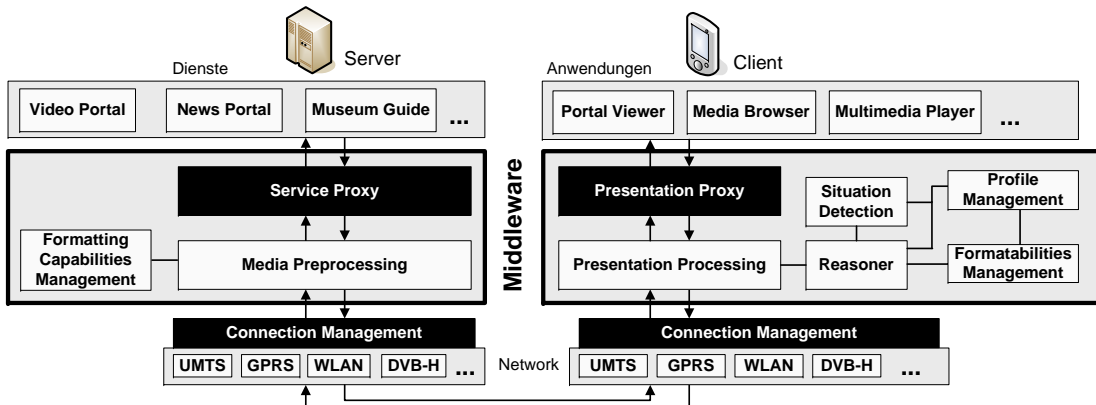 Dienste
Server
Video Portal
News Portal
Museum Guide
...
Service Proxy
Formatting
Capabilities
Management
Media Preprocessing
Connection Management
UMTS
GPRS
WLAN
DVB-H
...
Middleware
Network
Anwendungen
Client
Portal Viewer
Media Browser
Multimedia Player
...
Presentation Proxy
Situation
Detection
Profile
Management
Presentation Processing
Reasoner
Formatabilities
Management
Connection Management
UMTS
GPRS
WLAN
DVB-H
...